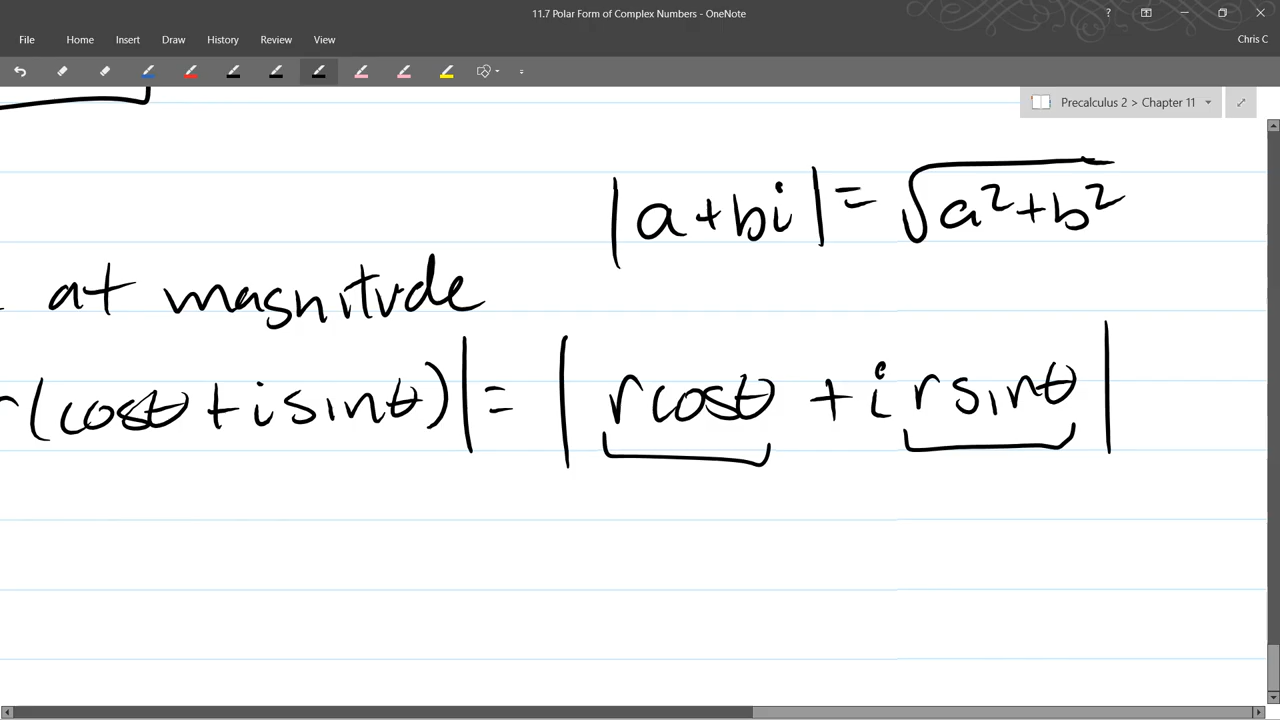 11.7 Polar Form of Complex Numbers - OneNote
File Home Insert Draw History Review View Chris C
Precalculus 2 > Chapter 11
|a+bi| = √a²+b²
at magnitude
r(cosθ + i sinθ)| = | rcosθ + i rsinθ |